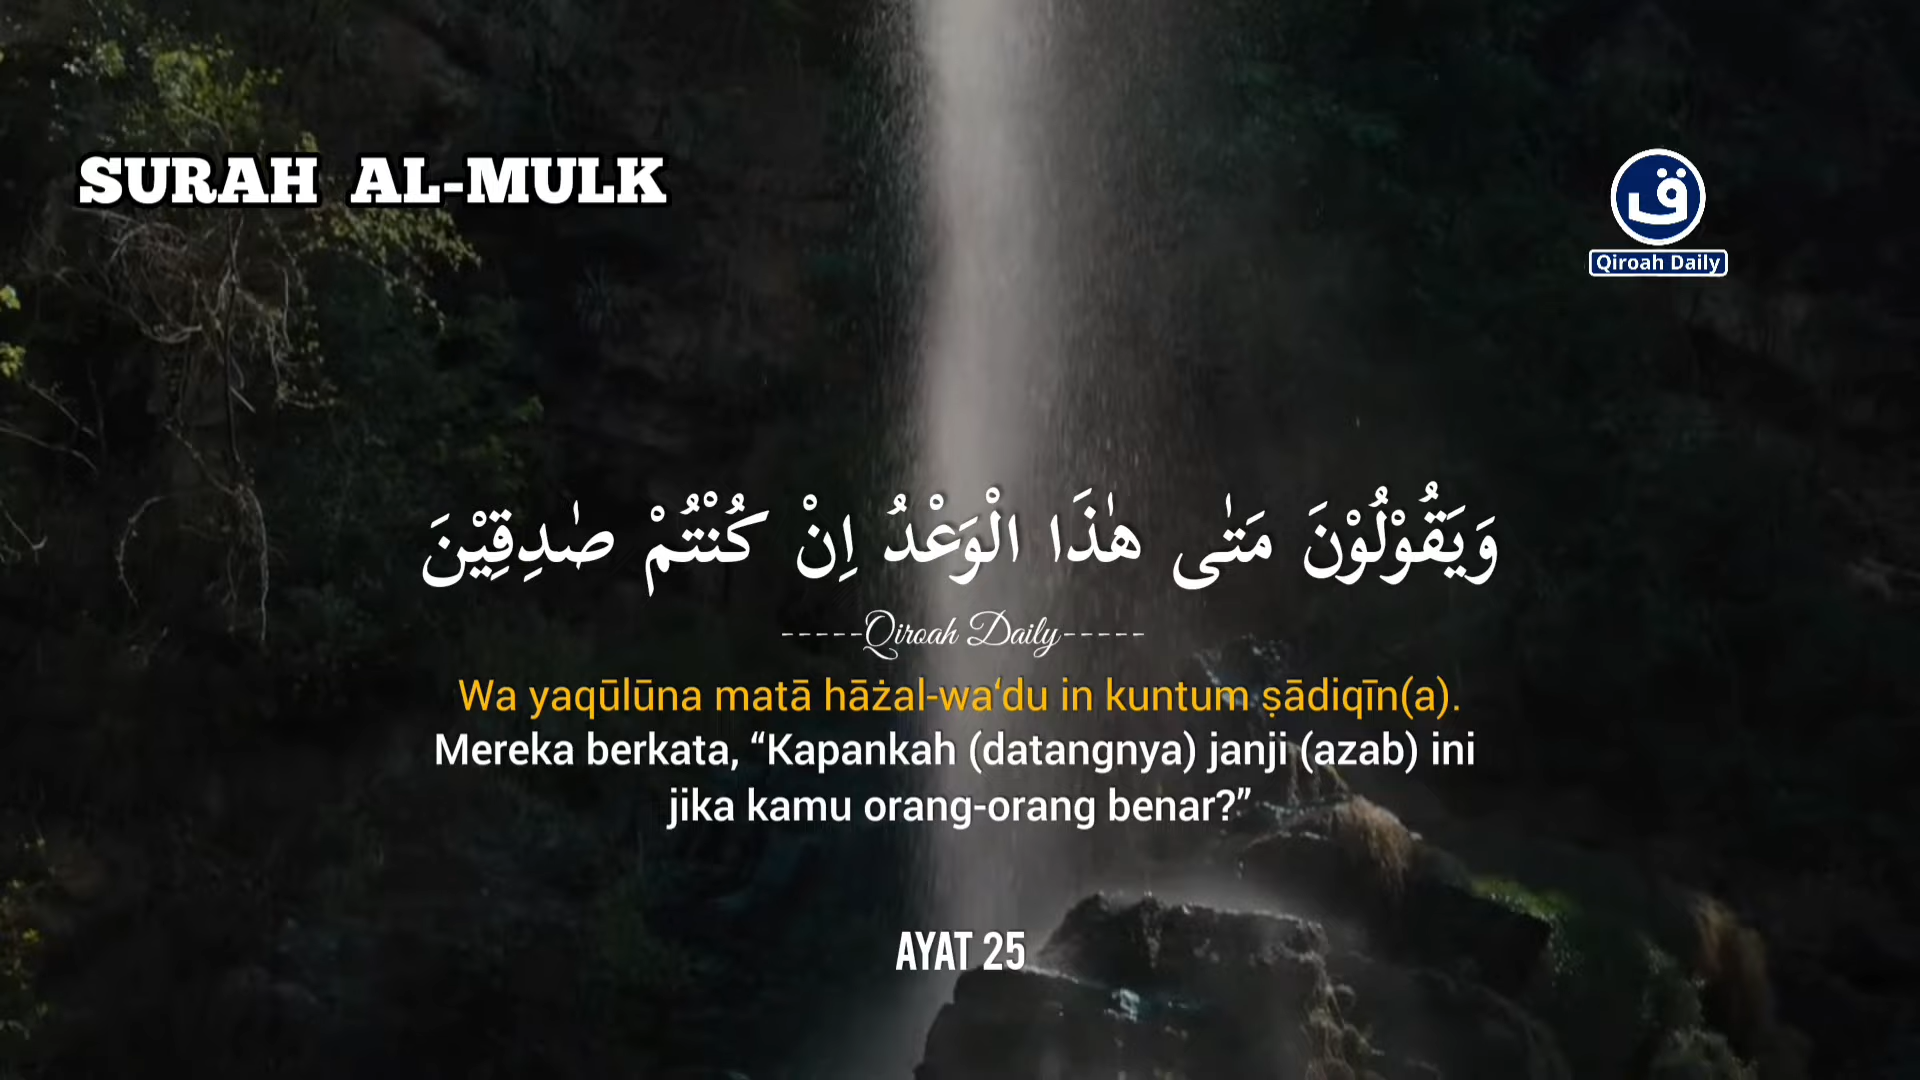 SURAH AL-MULK
ق
Qiroah Daily
وَيَقُوْلُوْنَ مَتٰى هٰذَا الْوَعْدُ اِنْ كُنْتُمْ صٰدِقِيْنَ
-----Qiroah Daily-----
Wa yaqūlūna matā hāżal-wa‘du in kuntum ṣādiqīn(a).
Mereka berkata, “Kapankah (datangnya) janji (azab) ini
jika kamu orang-orang benar?”
AYAT 25